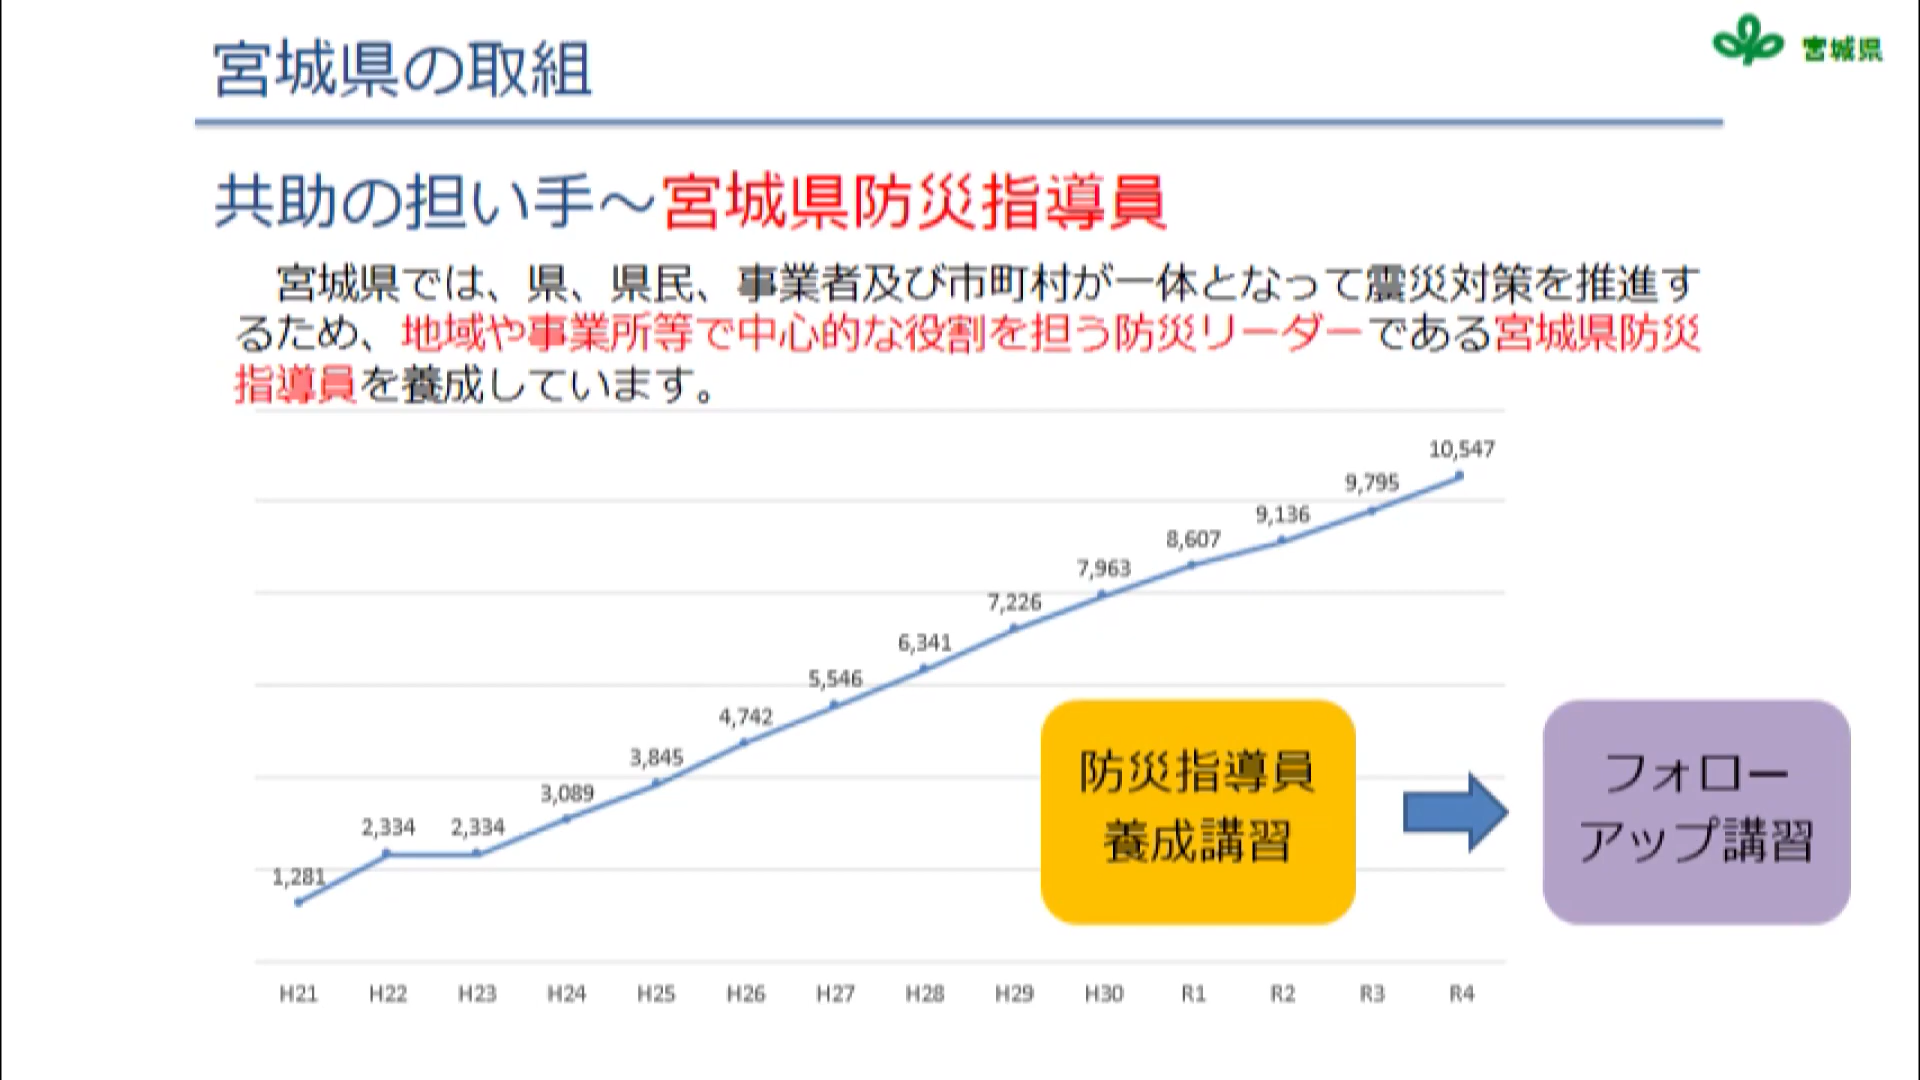 宮城県の取組
宮城県
共助の担い手～宮城県防災指導員
宮城県では、県、県民、事業者及び市町村が一体となって震災対策を推進す
るため、地域や事業所等で中心的な役割を担う防災リーダーである宮城県防災
指導員を養成しています。
10,547
9,795
9,136
8,607
7,963
7,226
6,341
5,546
4,742
3,845
3,089
2,334 2,334
1,281
防災指導員
養成講習
フォロー
アップ講習
H21 H22 H23 H24 H25 H26 H27 H28 H29 H30 R1 R2 R3 R4